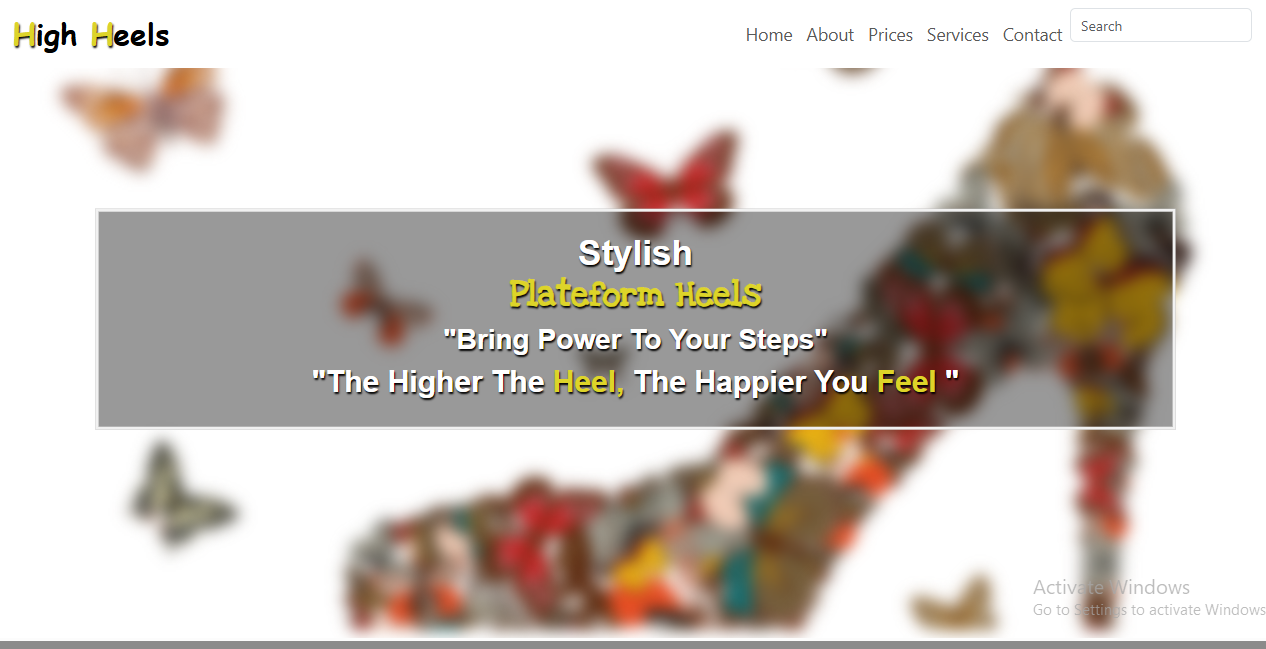 High Heels
Home About Prices Services Contact Search
Stylish
Plateform Heels
"Bring Power To Your Steps"
"The Higher The Heel, The Happier You Feel "
Activate Windows
Go to Settings to activate Windows